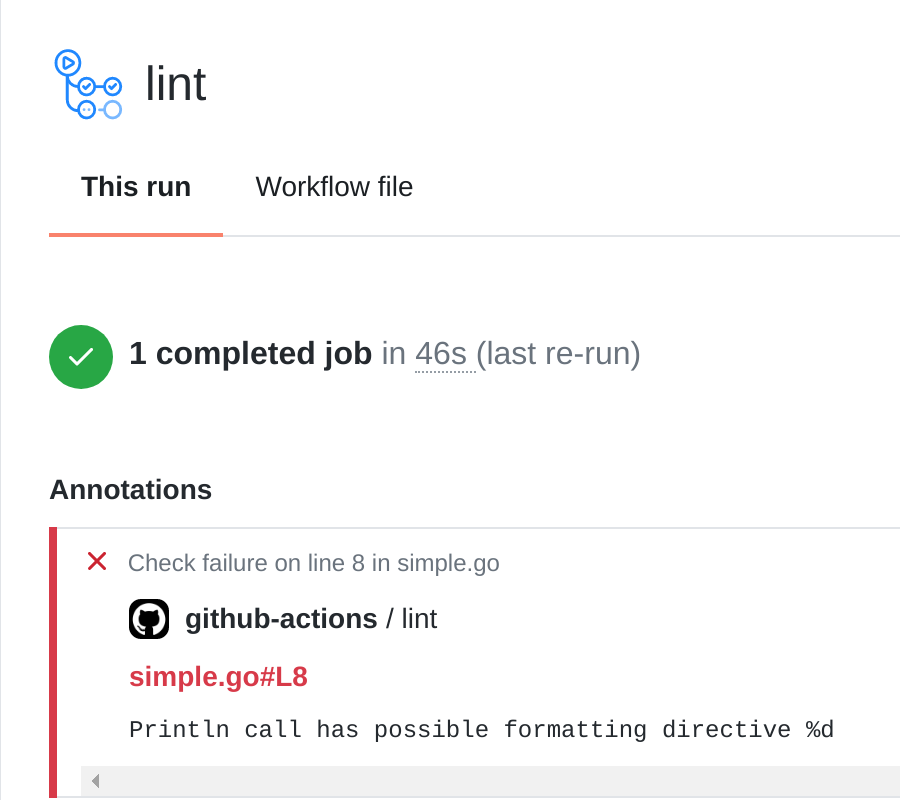 lint
This run Workflow file
1 completed job in 46s (last re-run)
Annotations
Check failure on line 8 in simple.go
github-actions / lint
simple.go#L8
Println call has possible formatting directive %d